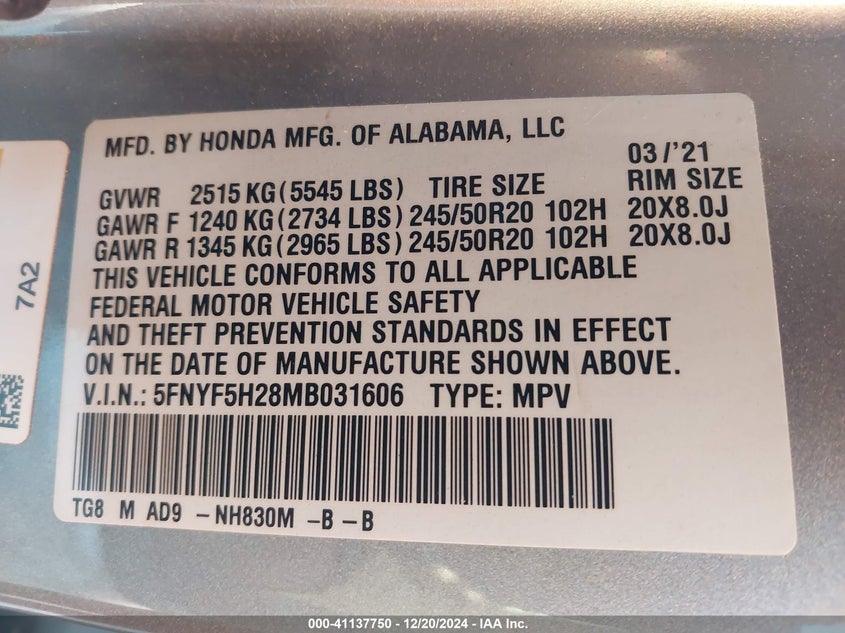 MFD. BY HONDA MFG. OF ALABAMA, LLC
03/'21
GVWR 2515 KG (5545 LBS) TIRE SIZE RIM SIZE
GAWR F 1240 KG (2734 LBS) 245/50R20 102H 20X8.0J
GAWR R 1345 KG (2965 LBS) 245/50R20 102H 20X8.0J
THIS VEHICLE CONFORMS TO ALL APPLICABLE
FEDERAL MOTOR VEHICLE SAFETY
AND THEFT PREVENTION STANDARDS IN EFFECT
ON THE DATE OF MANUFACTURE SHOWN ABOVE.
V.I.N.: 5FNYF5H28MB031606 TYPE: MPV
TG8 M AD9 -NH830M -B -B
7A2
000-41137750 - 12/20/2024 - IAA Inc.